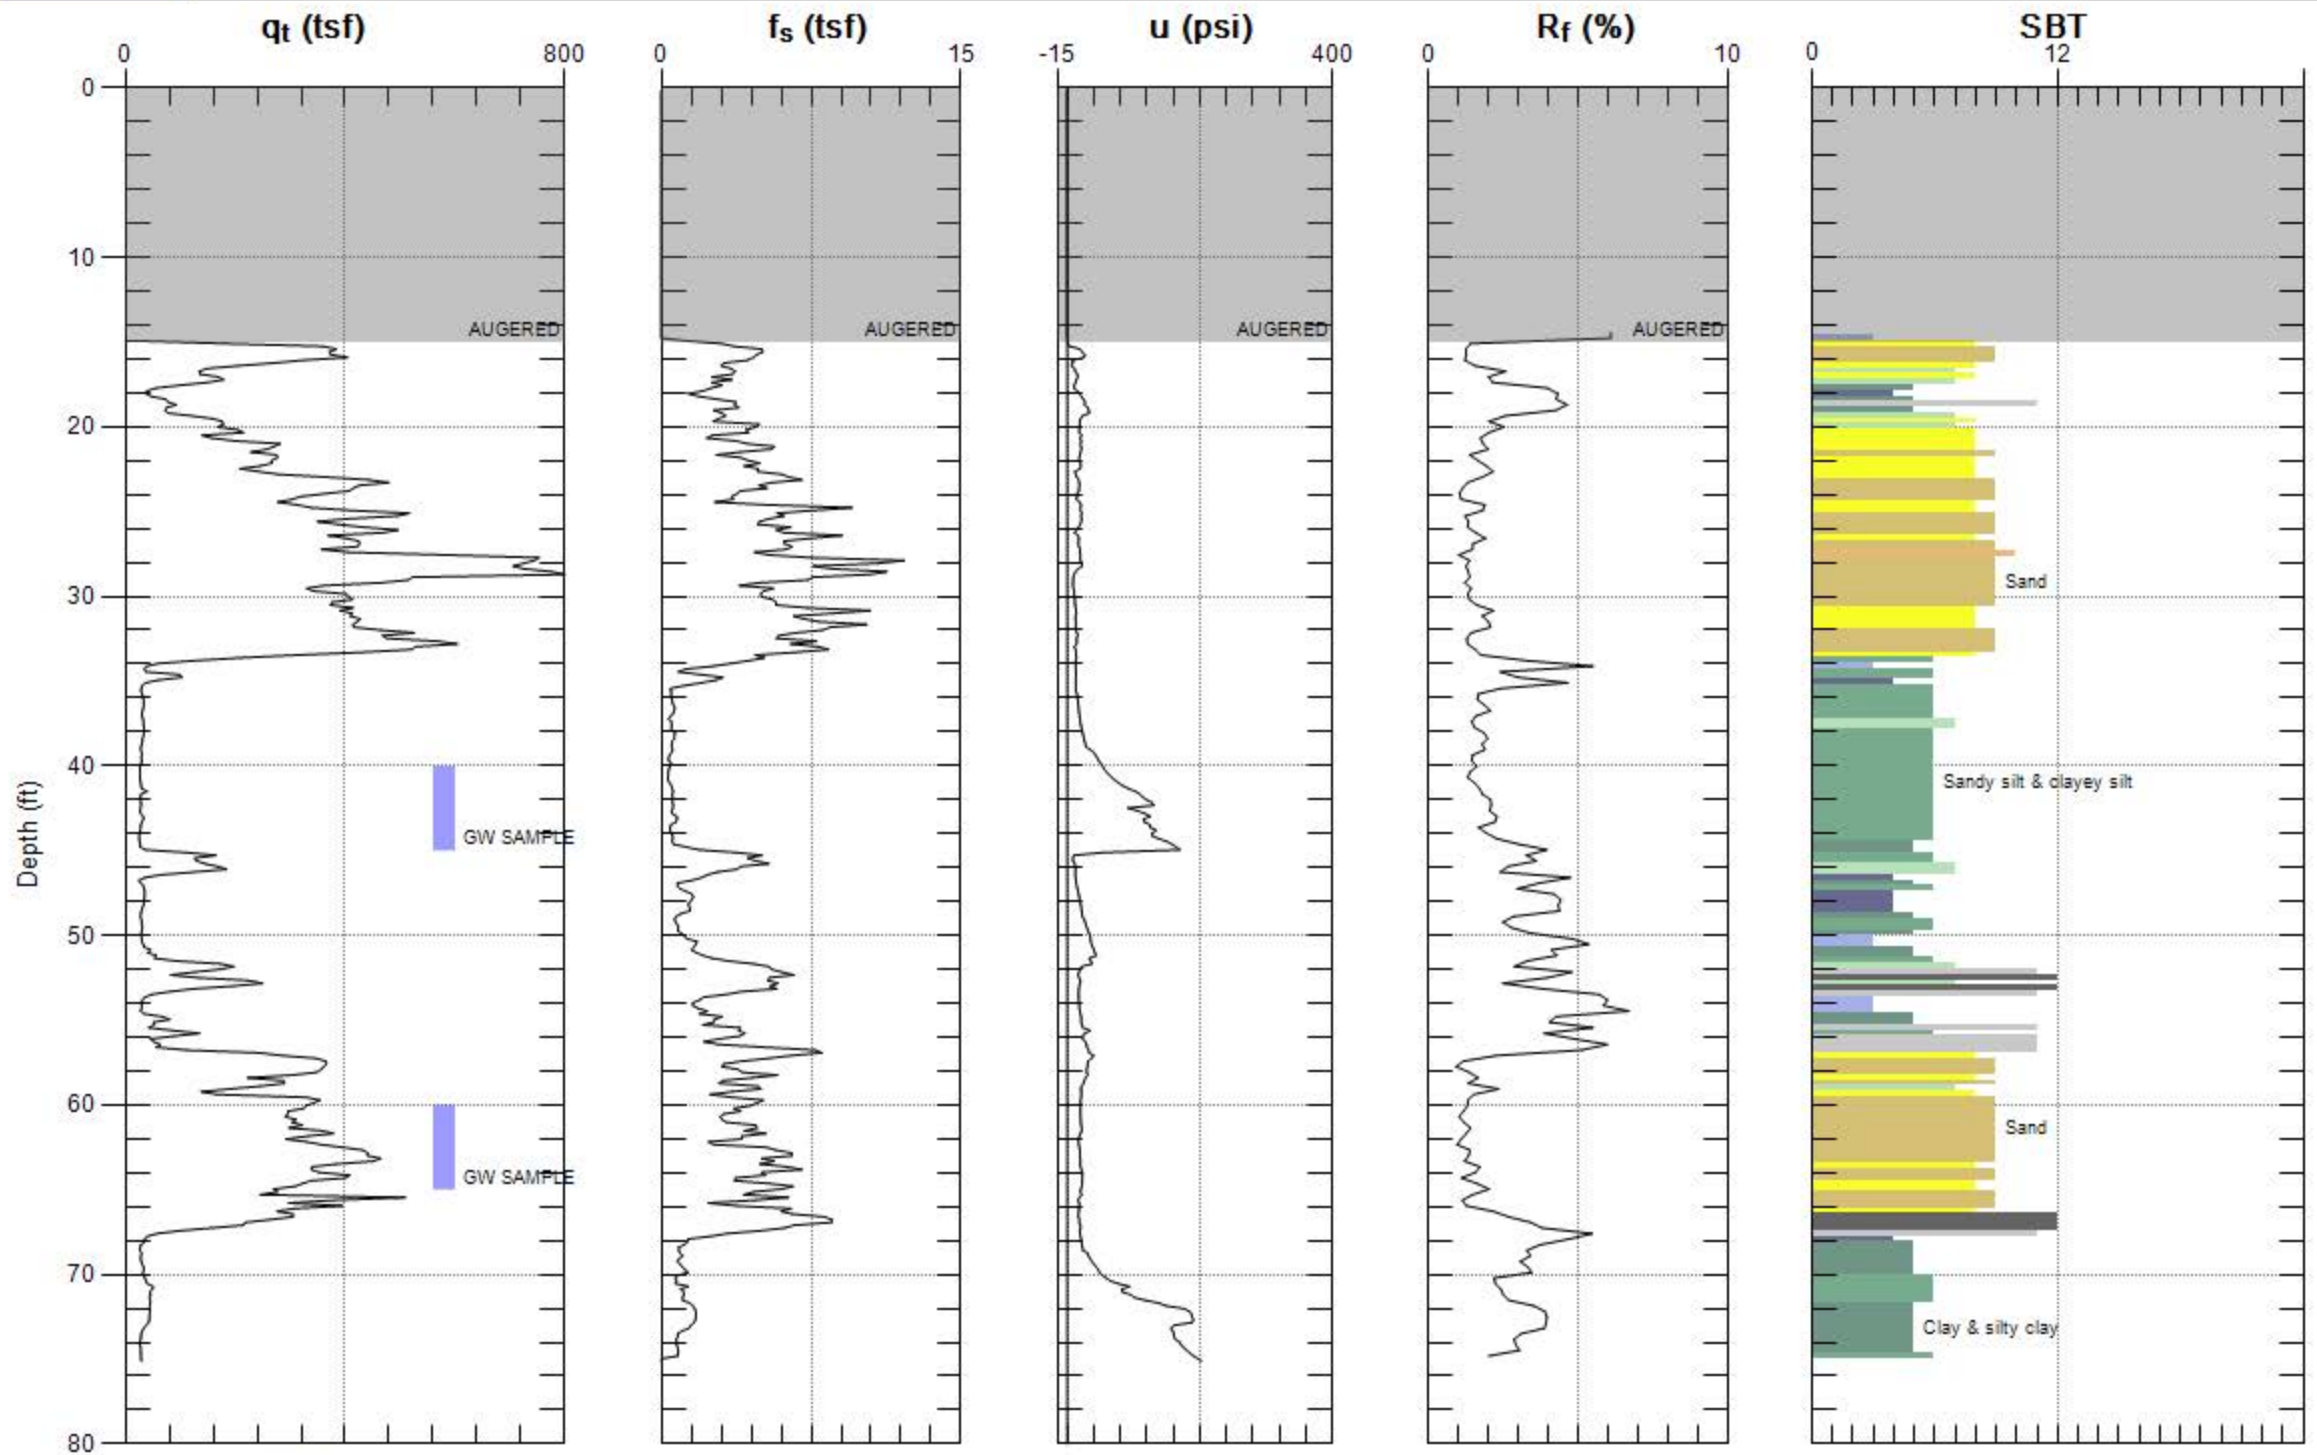 qt (tsf) fs (tsf) u (psi) Rf (%) SBT
0 800 0 15 -15 400 0 10 0 12
0
10
AUGERED AUGERED AUGERED AUGERED
20
30
Sand
40
Sandy silt & clayey silt
GW SAMPLE
Depth (ft)
50
60
Sand
GW SAMPLE
70
Clay & silty clay
80